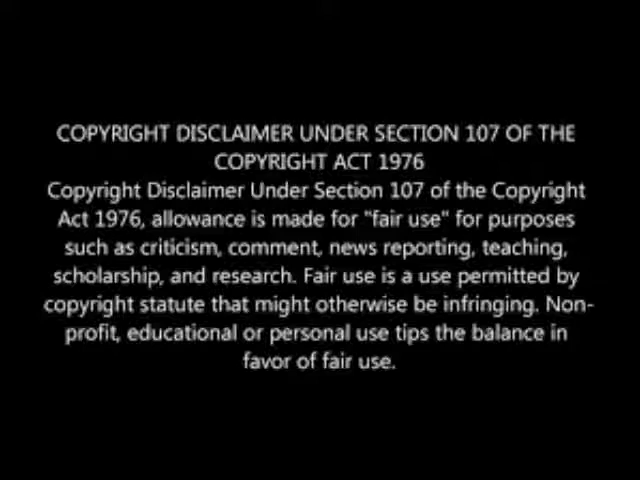 COPYRIGHT DISCLAIMER UNDER SECTION 107 OF THE
COPYRIGHT ACT 1976
Copyright Disclaimer Under Section 107 of the Copyright
Act 1976, allowance is made for "fair use" for purposes
such as criticism, comment, news reporting, teaching,
scholarship, and research. Fair use is a use permitted by
copyright statute that might otherwise be infringing. Non-
profit, educational or personal use tips the balance in
favor of fair use.